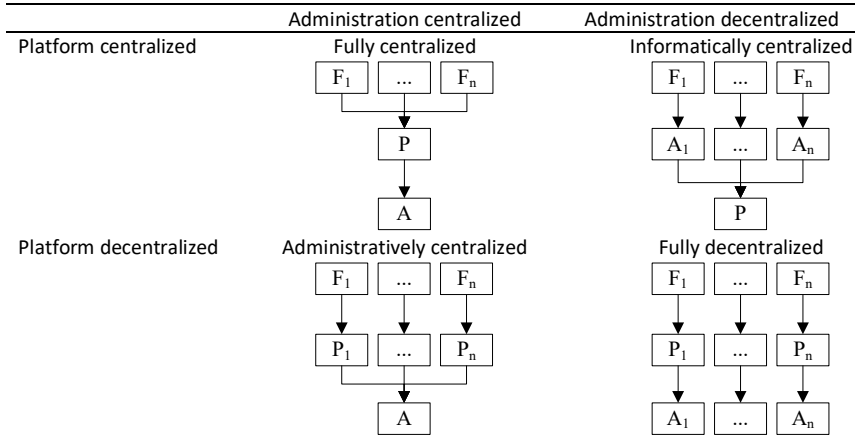 Administration centralized Administration decentralized
Platform centralized Fully centralized Informatically centralized
F₁ ... Fₙ F₁ ... Fₙ
P A₁ ... Aₙ
A P
Platform decentralized Administratively centralized Fully decentralized
F₁ ... Fₙ F₁ ... Fₙ
P₁ ... Pₙ P₁ ... Pₙ
A A₁ ... Aₙ